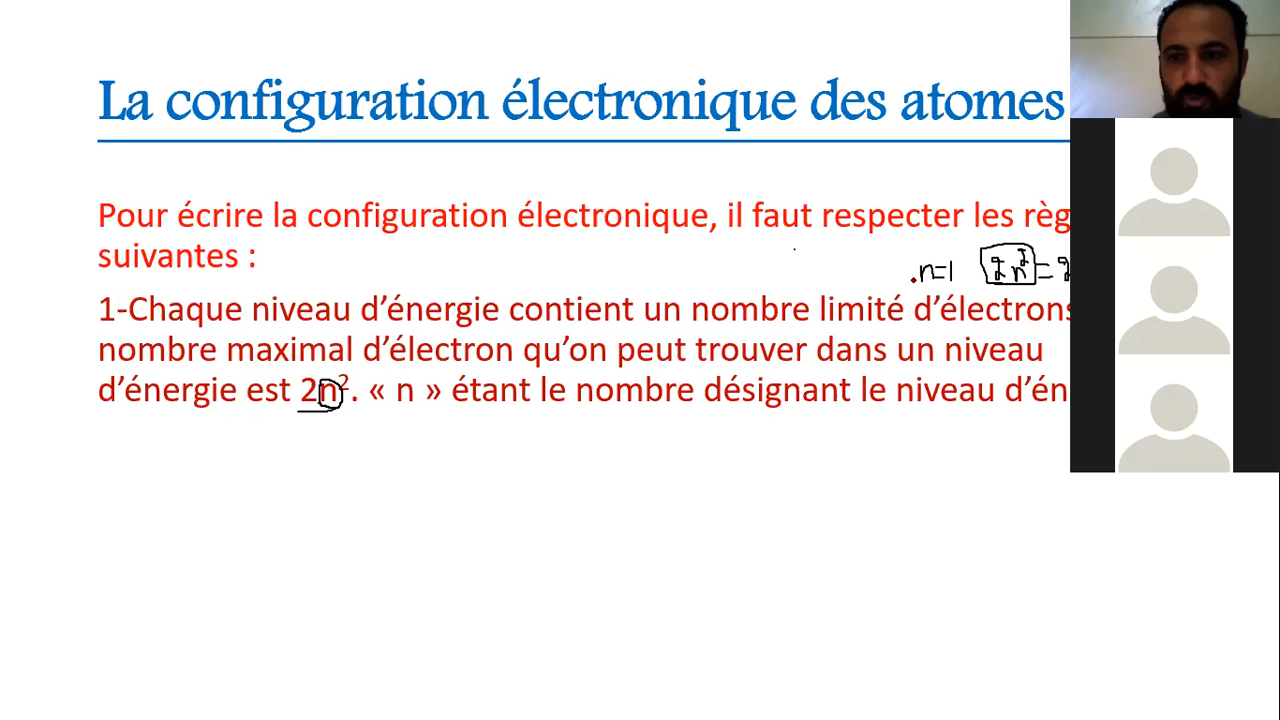 La configuration électronique des atomes
Pour écrire la configuration électronique, il faut respecter les règ
suivantes :
n=1 2n² = 2
1-Chaque niveau d’énergie contient un nombre limité d’électrons
nombre maximal d’électron qu’on peut trouver dans un niveau
d’énergie est 2n². « n » étant le nombre désignant le niveau d’én